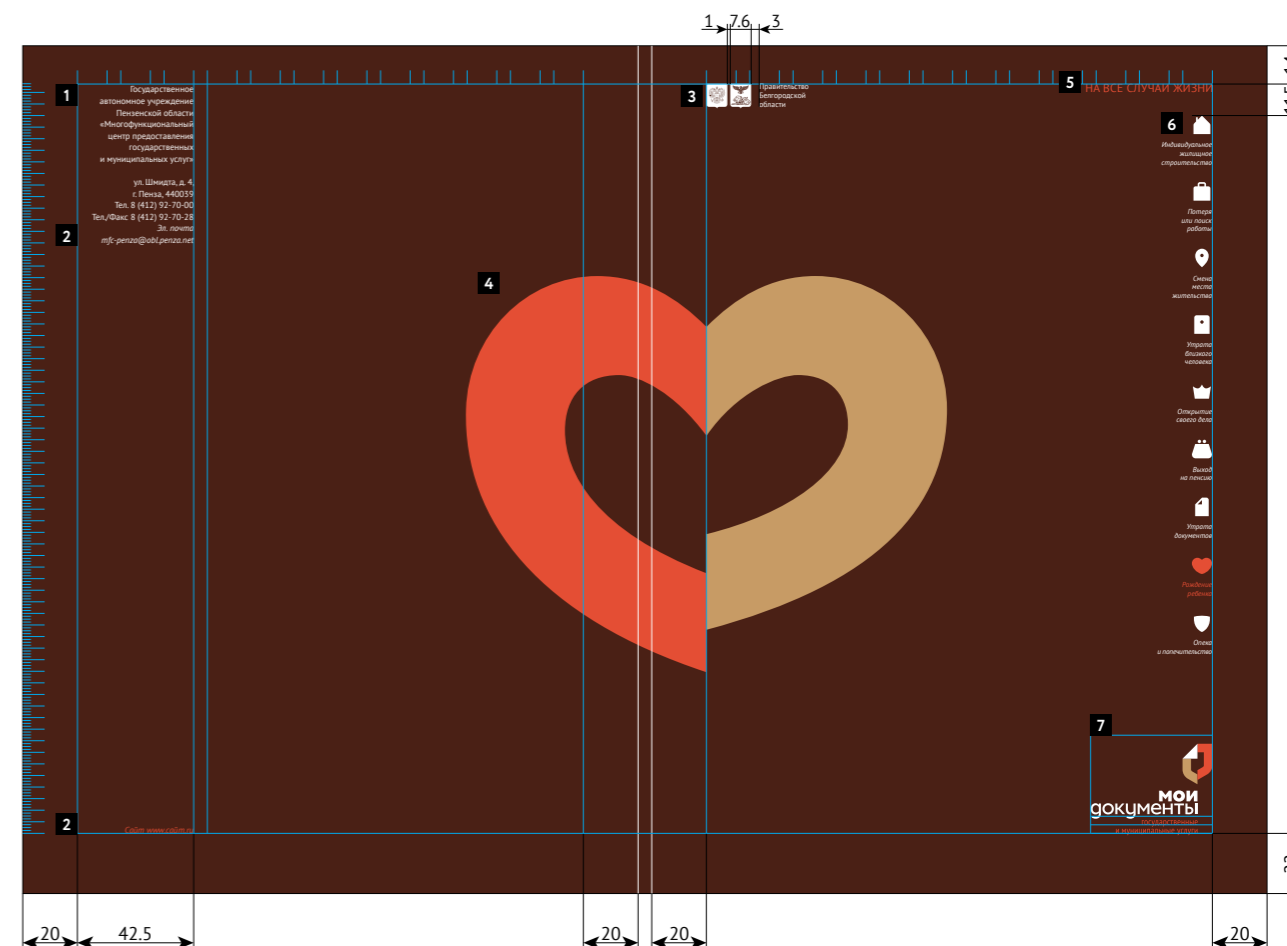 1 7.6 3
1
Государственное
автономное учреждение
Пензенской области
«Многофункциональный
центр предоставления
государственных
и муниципальных услуг»
ул. Шмидта, д. 4,
г. Пенза, 440039
Тел. 8 (412) 92-70-00
Тел./Факс 8 (412) 92-70-28
2
Эл. почта
mfc-penza@obl.penza.net
3
Правительство
Белгородской
области
4
5
НА ВСЕ СЛУЧАИ ЖИЗНИ
6
Индивидуальное
жилищное
строительство
Потеря
или поиск
работы
Смена
места
жительства
Утрата
близкого
человека
Открытие
своего дела
Выход
на пенсию
Утрата
документов
Рождение
ребенка
Опека
и попечительство
7
мои
документы
государственные
и муниципальные услуги
2
Сайт www.сайт.ru
20 42.5 20 20 20